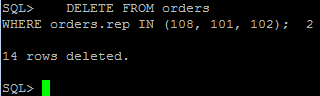 SQL>    DELETE FROM orders
WHERE orders.rep IN (108, 101, 102);  2
14 rows deleted.
SQL>